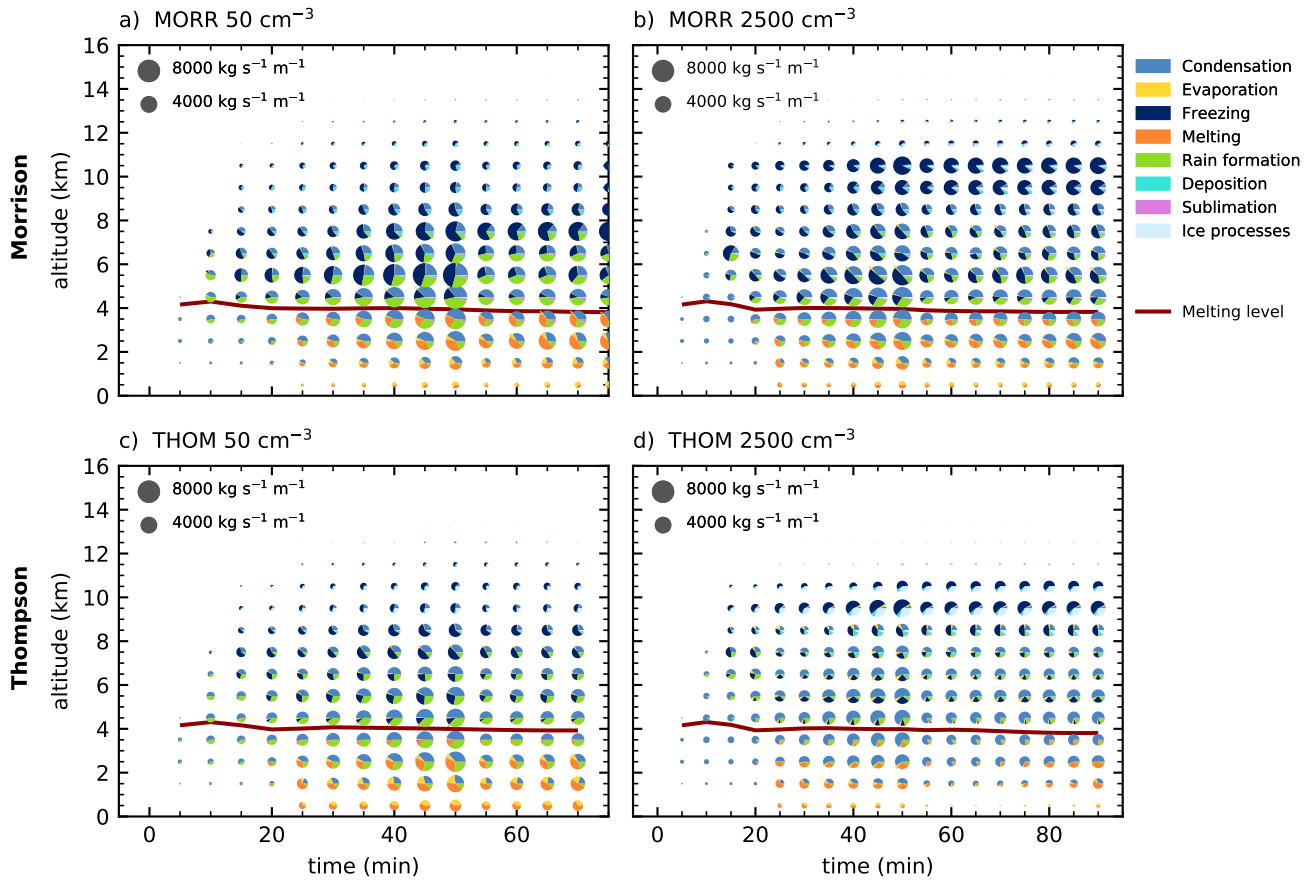 a) MORR 50 cm⁻³
b) MORR 2500 cm⁻³
Morrison
altitude (km)
16
14
12
10
8
6
4
2
0
8000 kg s⁻¹ m⁻¹
4000 kg s⁻¹ m⁻¹
8000 kg s⁻¹ m⁻¹
4000 kg s⁻¹ m⁻¹
Condensation
Evaporation
Freezing
Melting
Rain formation
Deposition
Sublimation
Ice processes
Melting level
c) THOM 50 cm⁻³
d) THOM 2500 cm⁻³
Thompson
altitude (km)
16
14
12
10
8
6
4
2
0
8000 kg s⁻¹ m⁻¹
4000 kg s⁻¹ m⁻¹
8000 kg s⁻¹ m⁻¹
4000 kg s⁻¹ m⁻¹
0 20 40 60
0 20 40 60 80
time (min)
time (min)